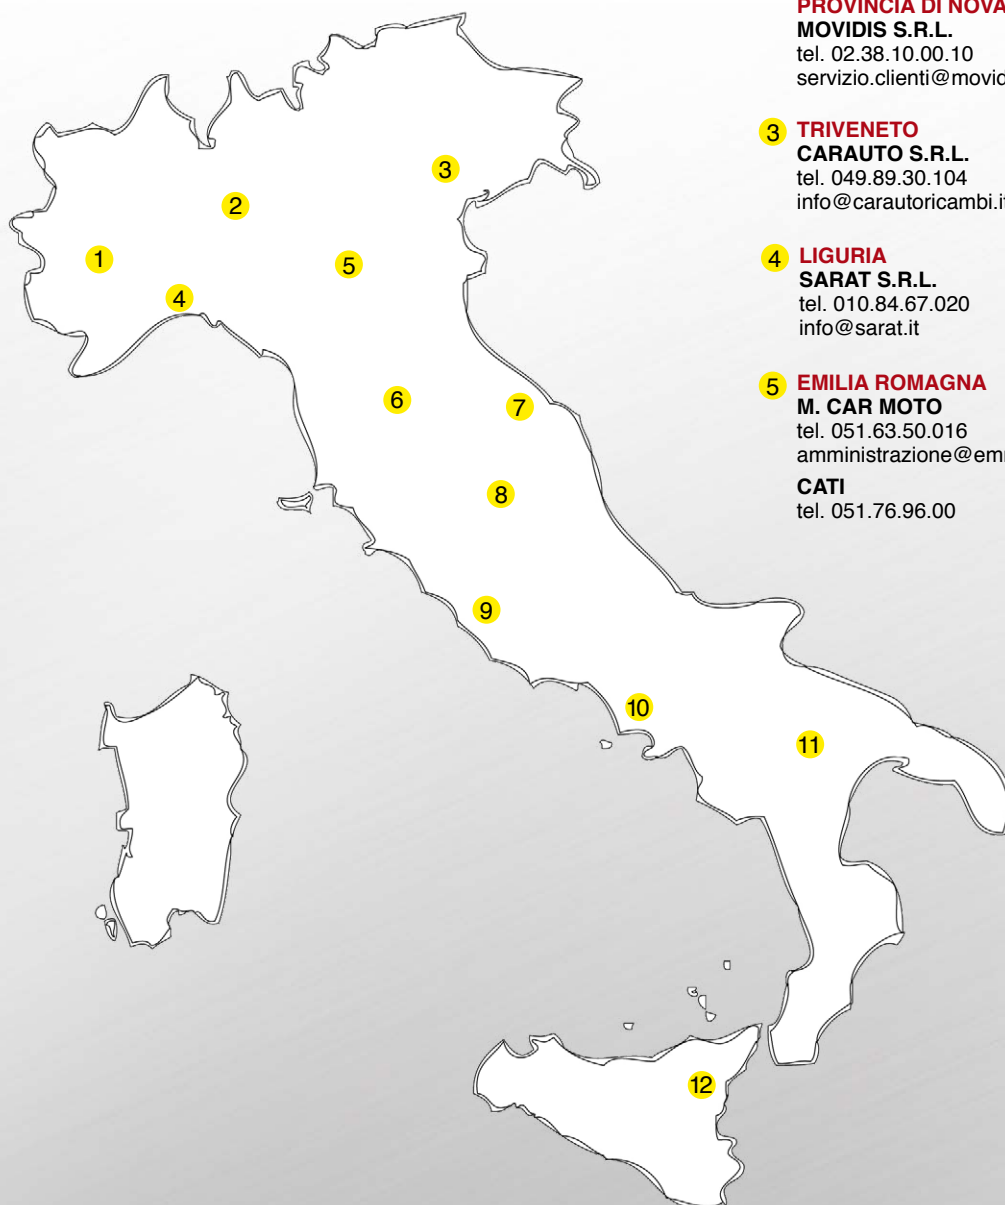 PROVINCIA DI NOVA
MOVIDIS S.R.L.
tel. 02.38.10.00.10
servizio.clienti@movid
3 TRIVENETO
CARAUTO S.R.L.
tel. 049.89.30.104
info@carautoricambi.it
4 LIGURIA
SARAT S.R.L.
tel. 010.84.67.020
info@sarat.it
5 EMILIA ROMAGNA
M. CAR MOTO
tel. 051.63.50.016
amministrazione@em
CATI
tel. 051.76.96.00
3
2
1
5
4
6
7
8
9
10
11
12